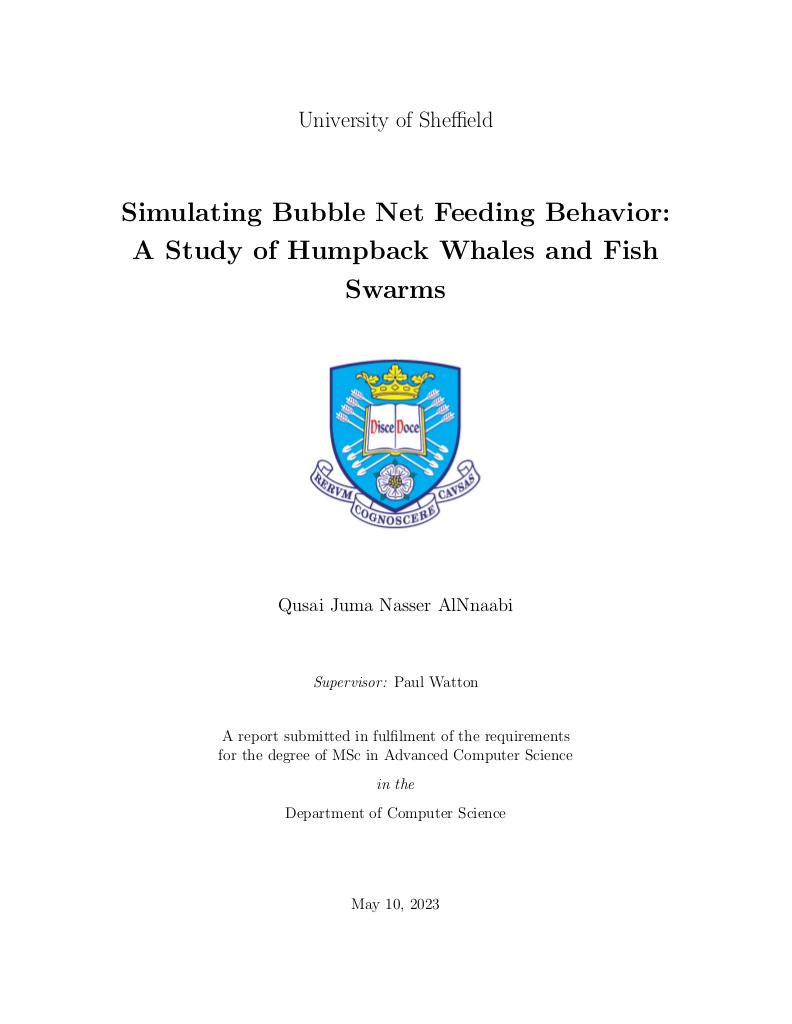 University of Sheffield
Simulating Bubble Net Feeding Behavior:
A Study of Humpback Whales and Fish
Swarms
Disce Doce
RERVM
COGNOSCERE
CAVSAS
Qusai Juma Nasser AlNnaabi
Supervisor: Paul Watton
A report submitted in fulfilment of the requirements
for the degree of MSc in Advanced Computer Science
in the
Department of Computer Science
May 10, 2023